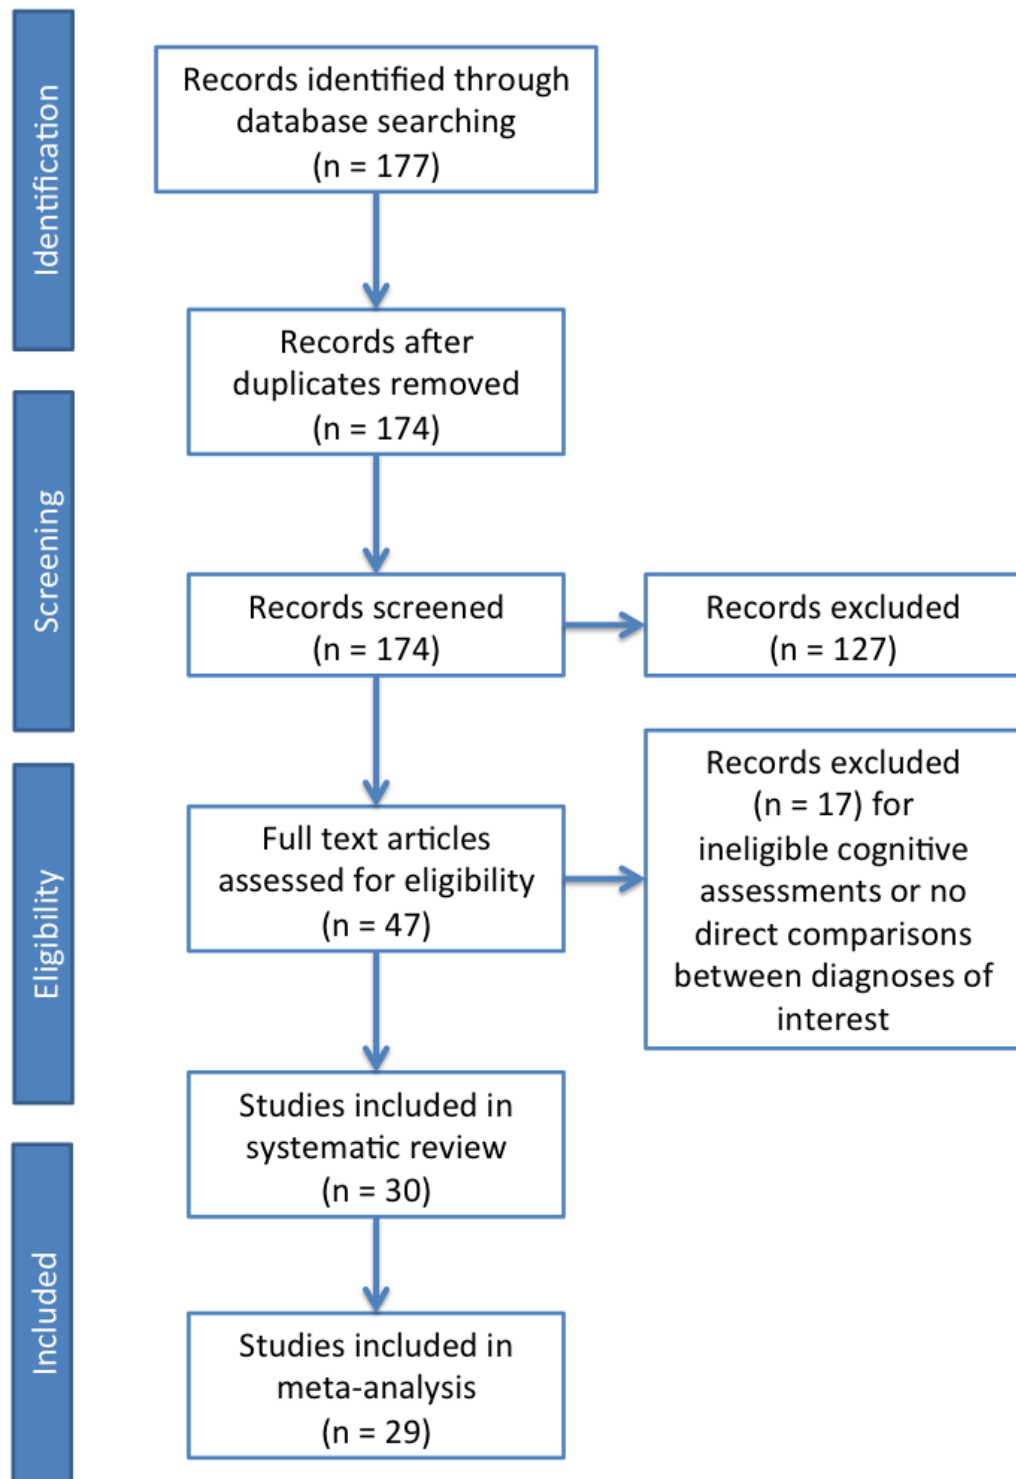 Identification
Records identified through
database searching
(n = 177)
Records after
duplicates removed
(n = 174)
Screening
Records screened
(n = 174)
Records excluded
(n = 127)
Eligibility
Full text articles
assessed for eligibility
(n = 47)
Records excluded
(n = 17) for
ineligible cognitive
assessments or no
direct comparisons
between diagnoses of
interest
Studies included in
systematic review
(n = 30)
Included
Studies included in
meta-analysis
(n = 29)